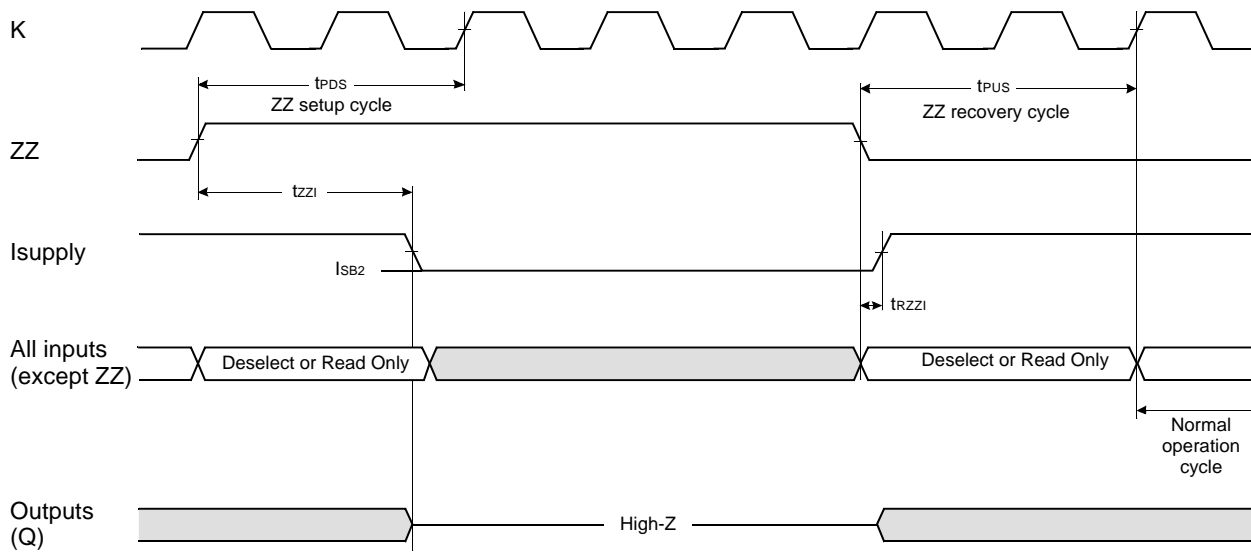 K
tPDS
ZZ setup cycle
tPUS
ZZ recovery cycle
ZZ
tZZI
Isupply
ISB2
tRZZI
All inputs
(except ZZ)
Deselect or Read Only
Deselect or Read Only
Normal
operation
cycle
Outputs
(Q)
High-Z